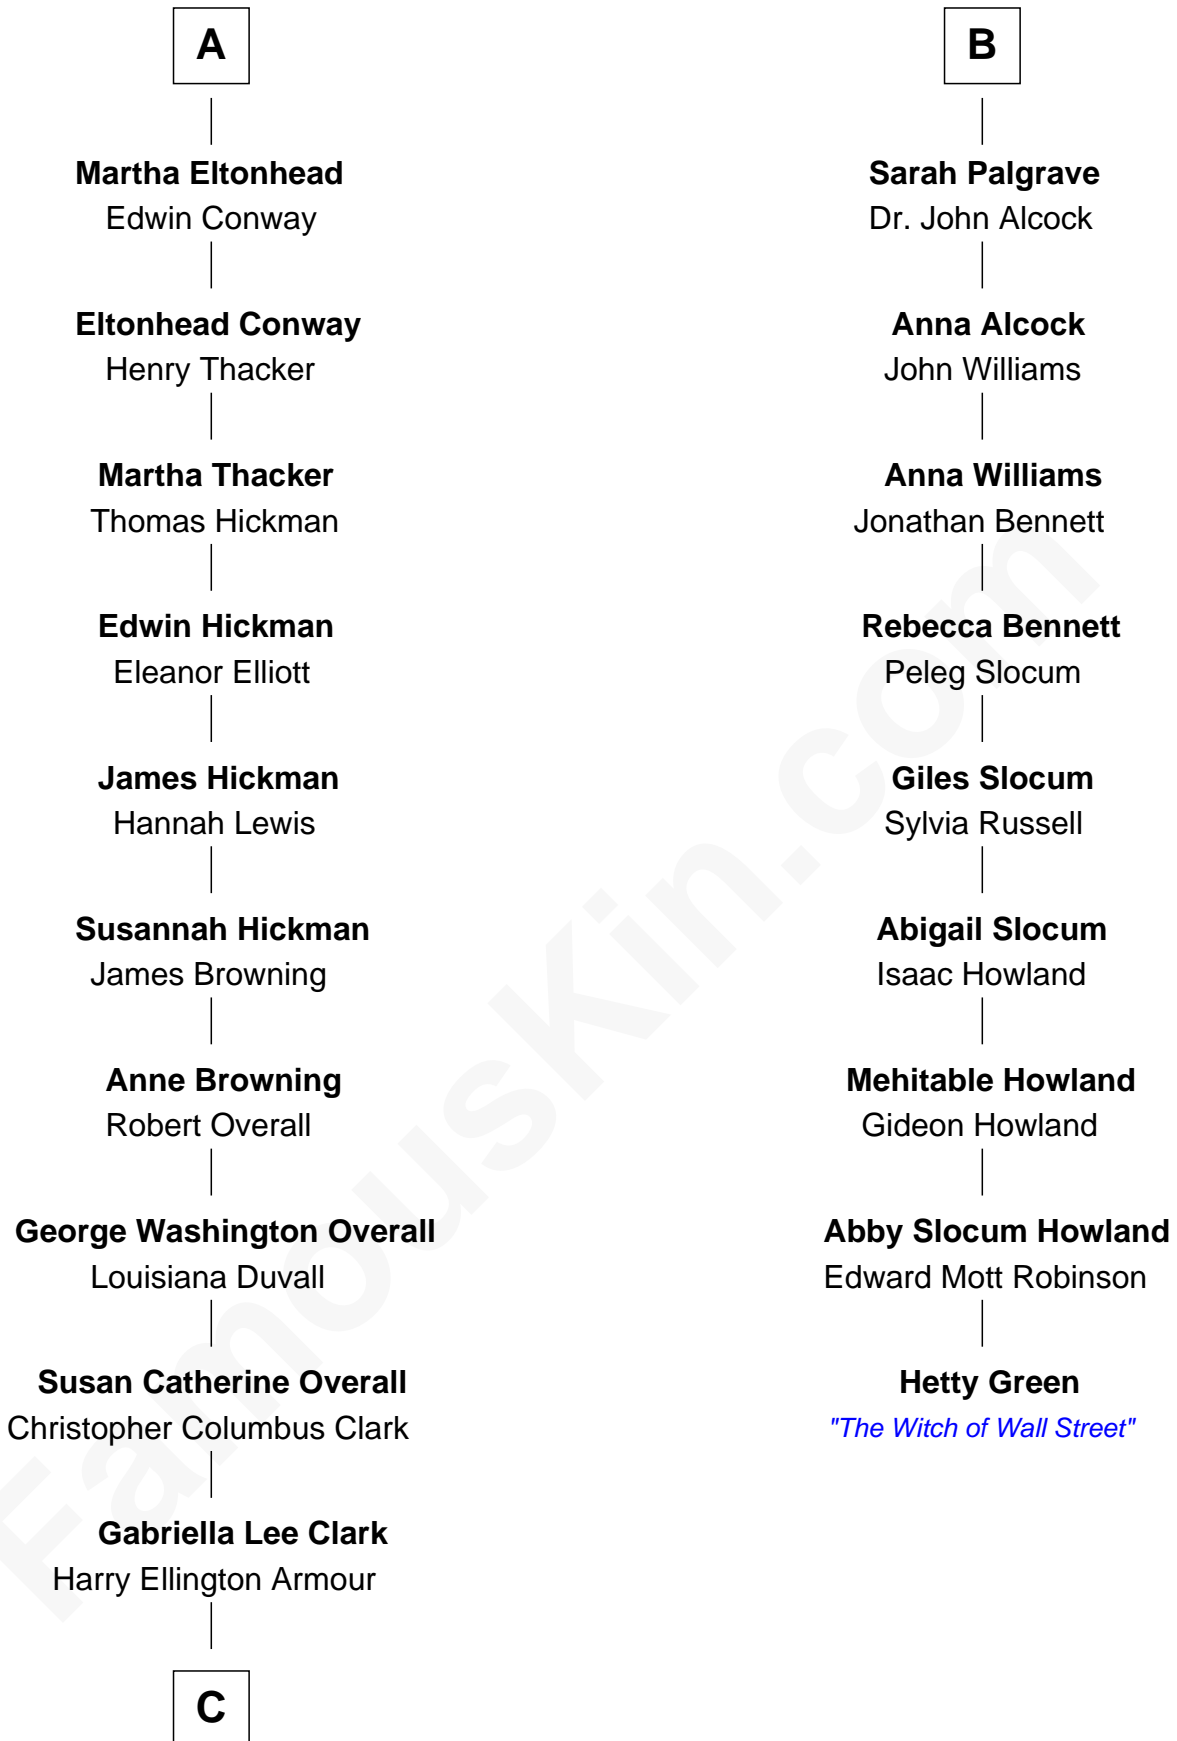 A
Martha Eltonhead
Edwin Conway
Eltonhead Conway
Henry Thacker
Martha Thacker
Thomas Hickman
Edwin Hickman
Eleanor Elliott
James Hickman
Hannah Lewis
Susannah Hickman
James Browning
Anne Browning
Robert Overall
George Washington Overall
Louisiana Duvall
Susan Catherine Overall
Christopher Columbus Clark
Gabriella Lee Clark
Harry Ellington Armour
C
B
Sarah Palgrave
Dr. John Alcock
Anna Alcock
John Williams
Anna Williams
Jonathan Bennett
Rebecca Bennett
Peleg Slocum
Giles Slocum
Sylvia Russell
Abigail Slocum
Isaac Howland
Mehitable Howland
Gideon Howland
Abby Slocum Howland
Edward Mott Robinson
Hetty Green
"The Witch of Wall Street"
FamousKin.com